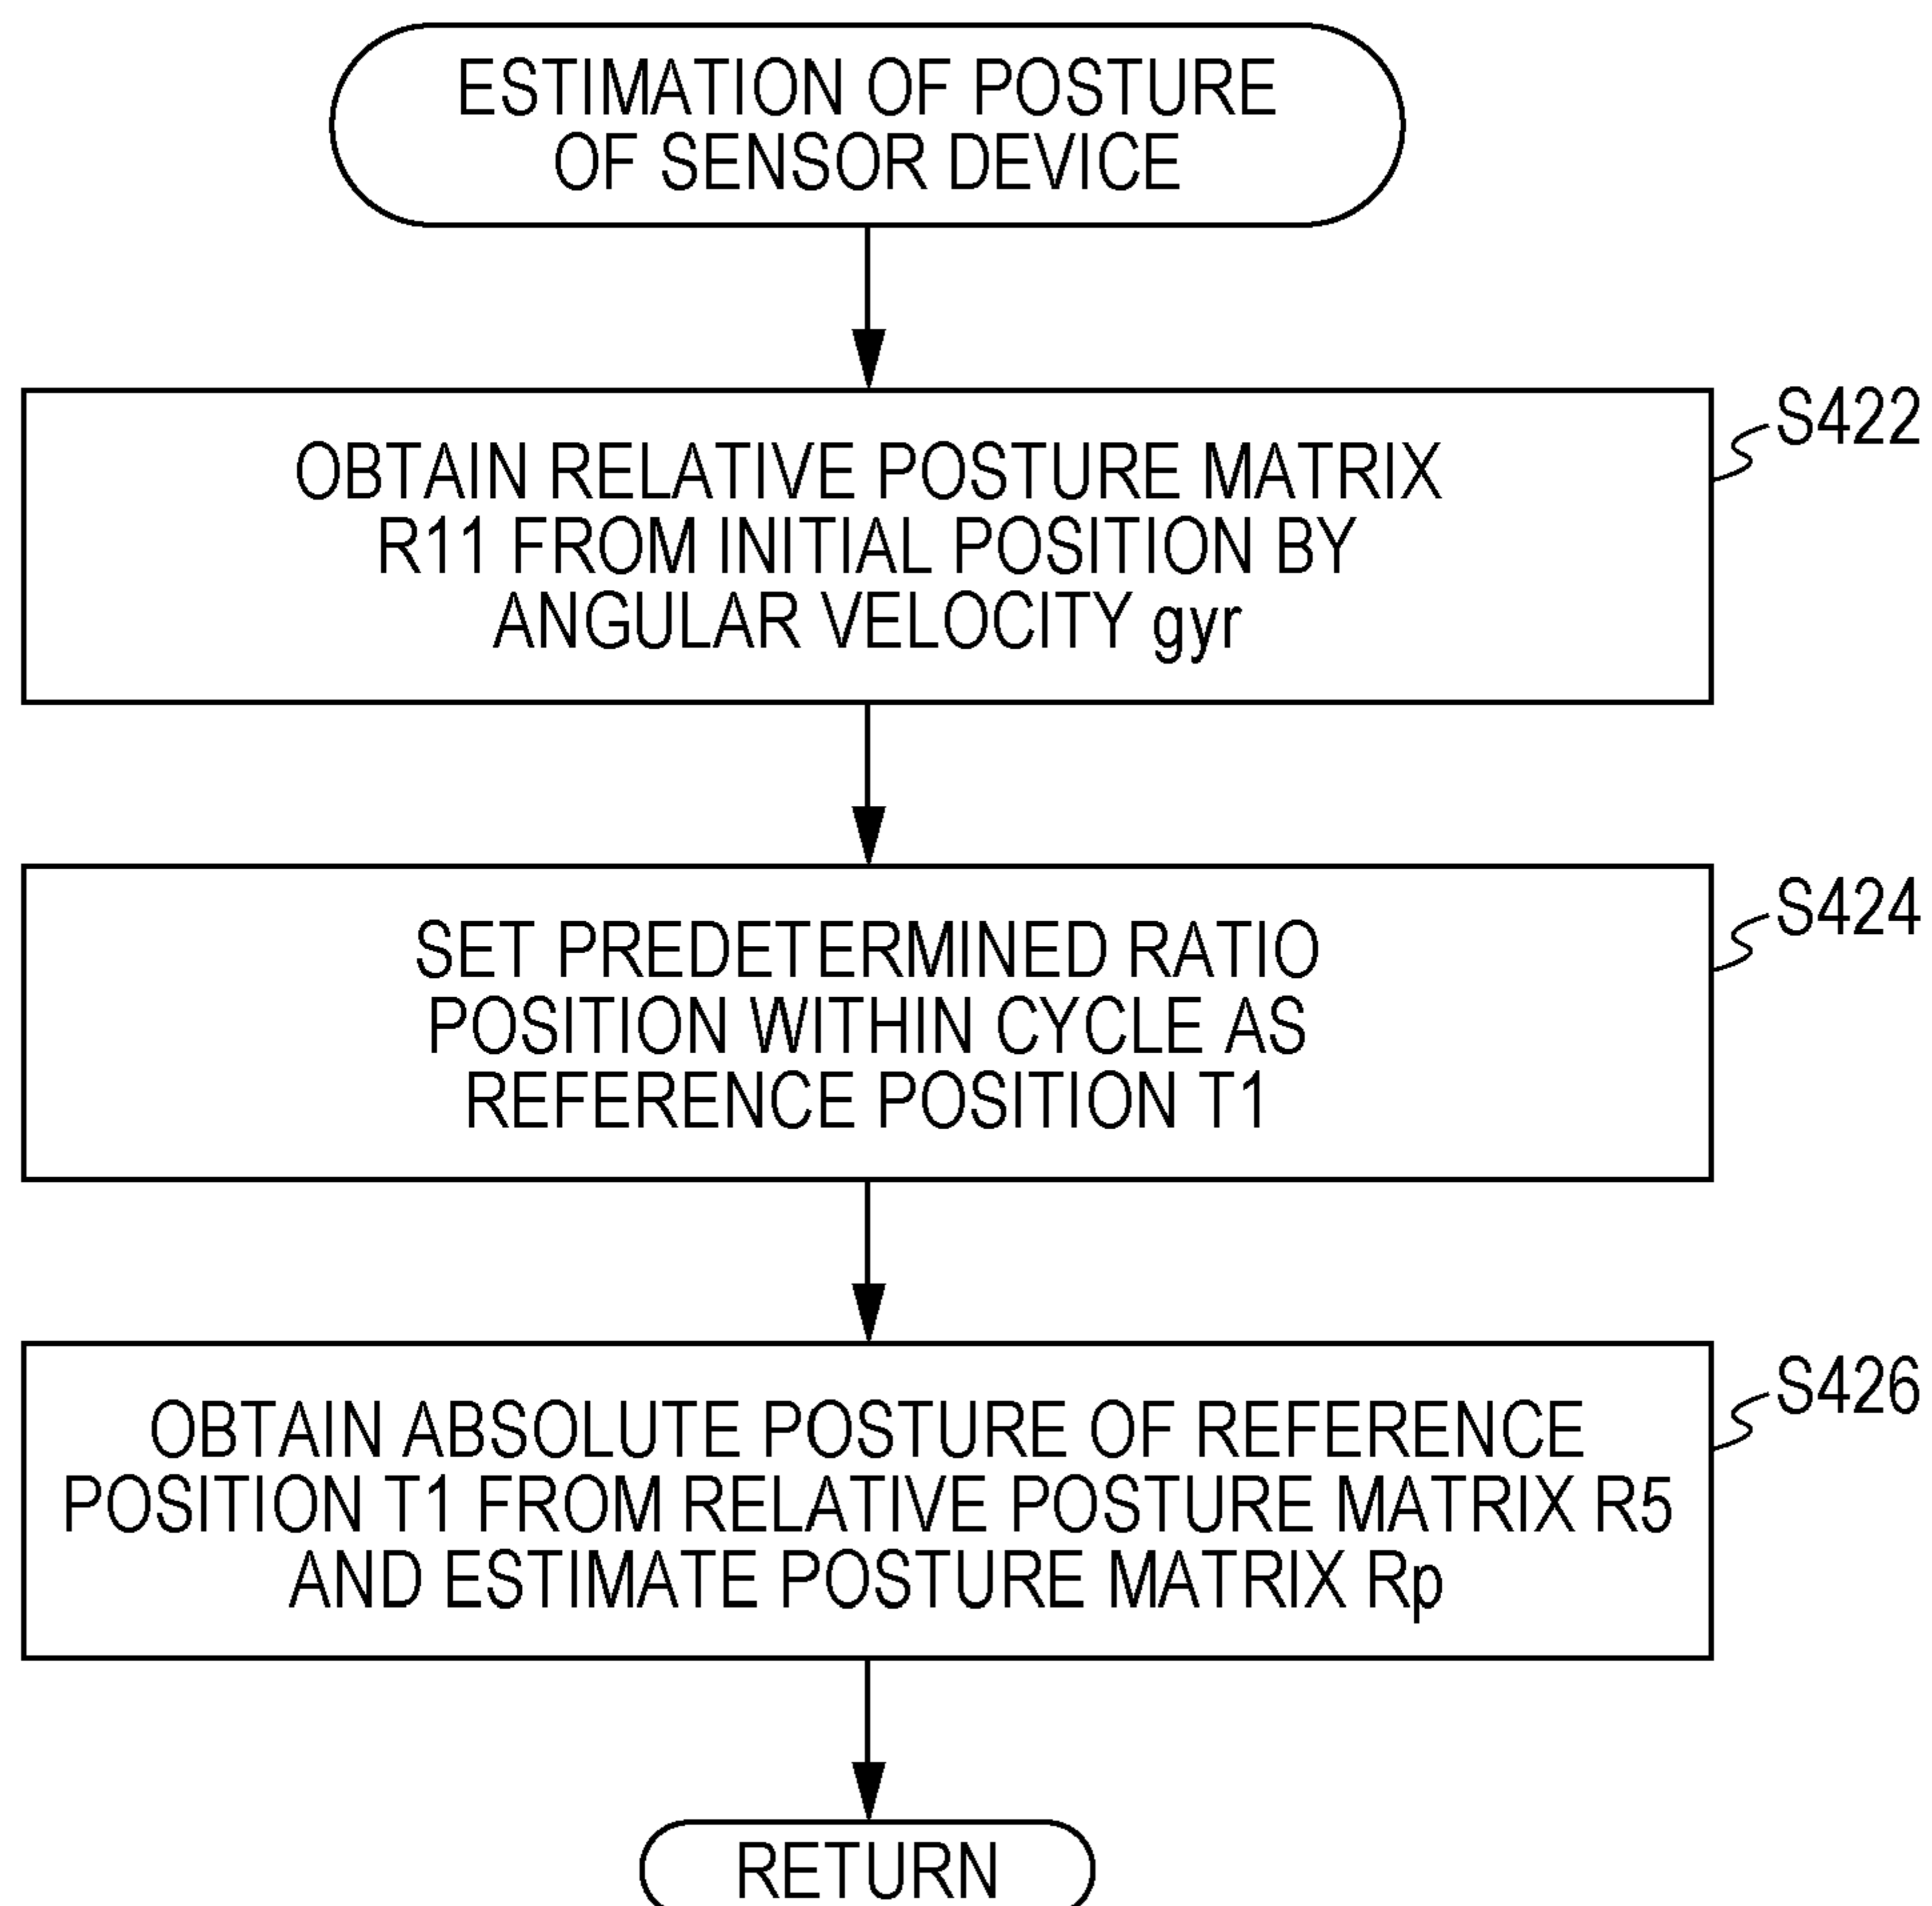 ESTIMATION OF POSTURE
OF SENSOR DEVICE
S422
OBTAIN RELATIVE POSTURE MATRIX
R11 FROM INITIAL POSITION BY
ANGULAR VELOCITY gyr
S424
SET PREDETERMINED RATIO
POSITION WITHIN CYCLE AS
REFERENCE POSITION T1
S426
OBTAIN ABSOLUTE POSTURE OF REFERENCE
POSITION T1 FROM RELATIVE POSTURE MATRIX R5
AND ESTIMATE POSTURE MATRIX Rp
RETURN